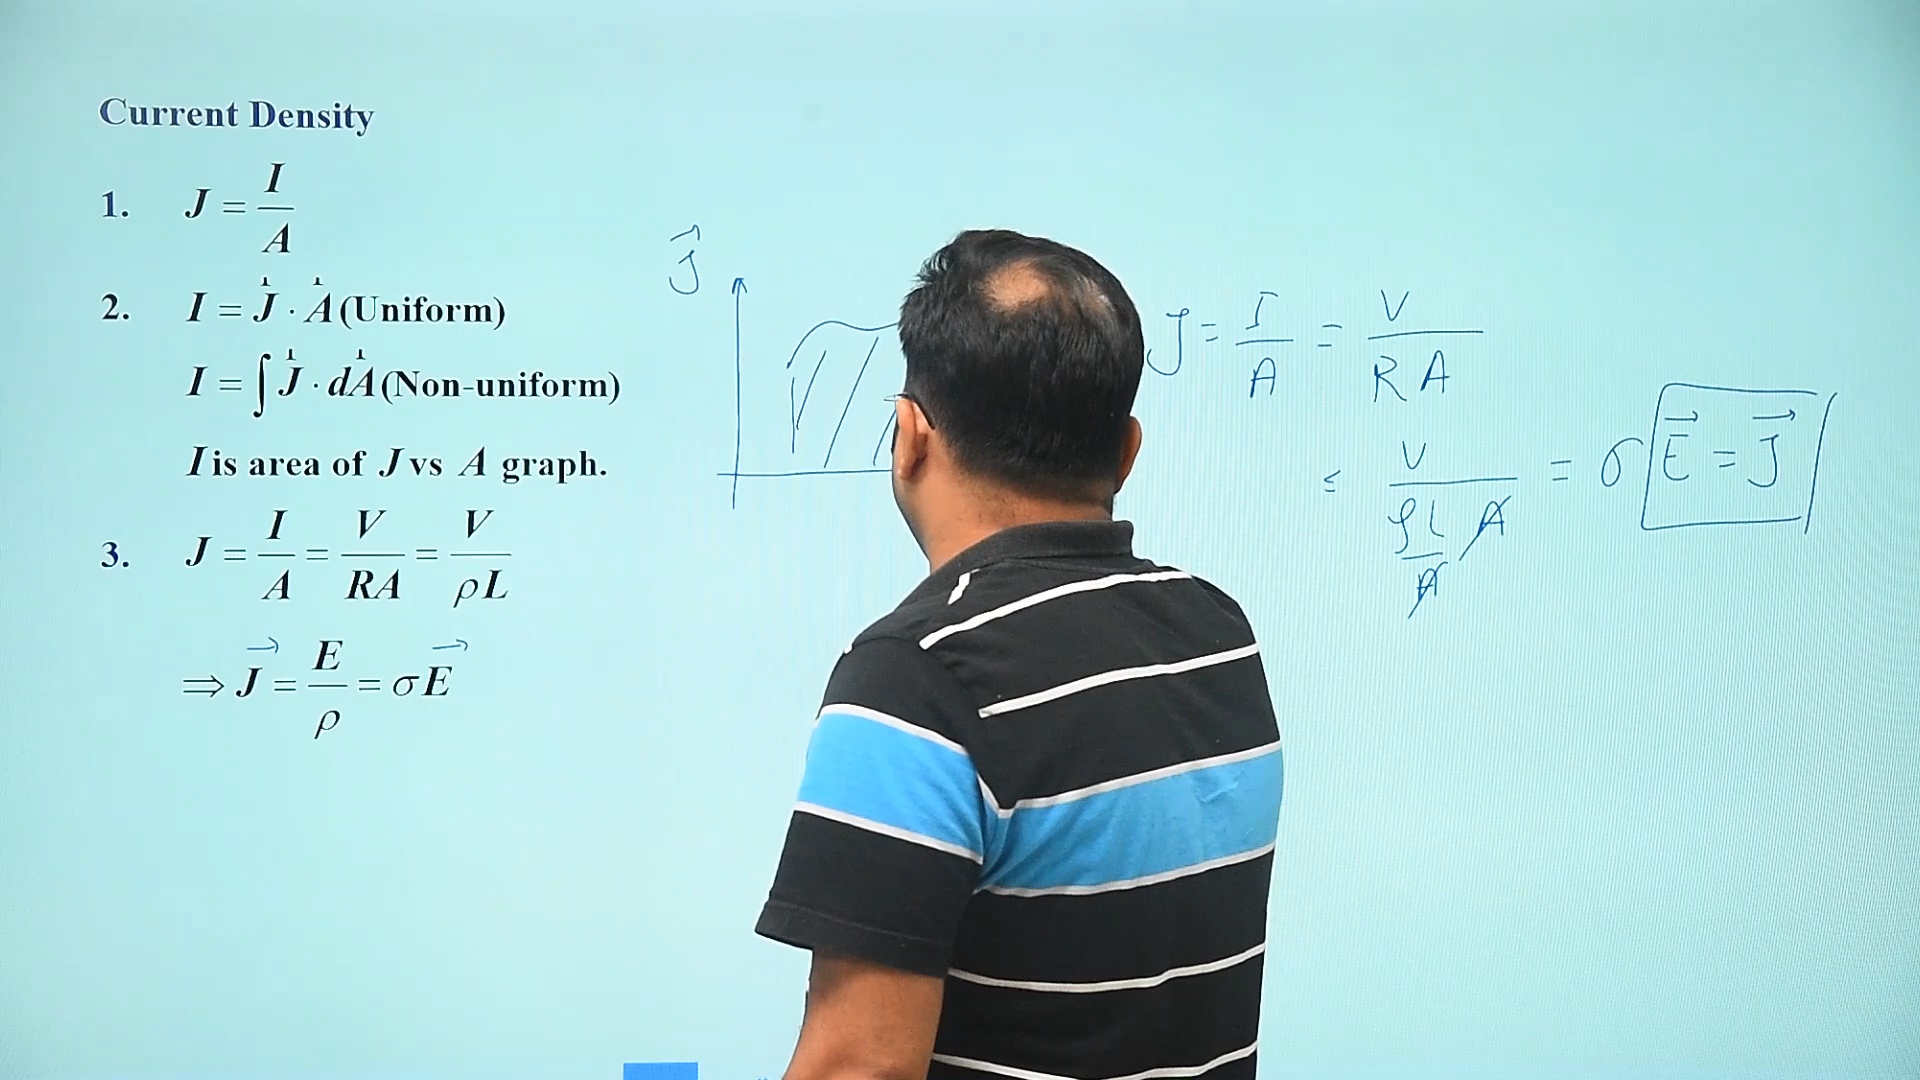 Current Density
1. J = I/A
2. I = J⃗ · A⃗ (Uniform)
I = ∫ J⃗ · dA⃗ (Non-uniform)
I is area of J vs A graph.
3. J = I/A = V/RA = V/ρL
⇒ J⃗ = E/ρ = σE⃗
J⃗
J = I/A = V/RA
= V/(ρL/A A) = σ E⃗ = J⃗